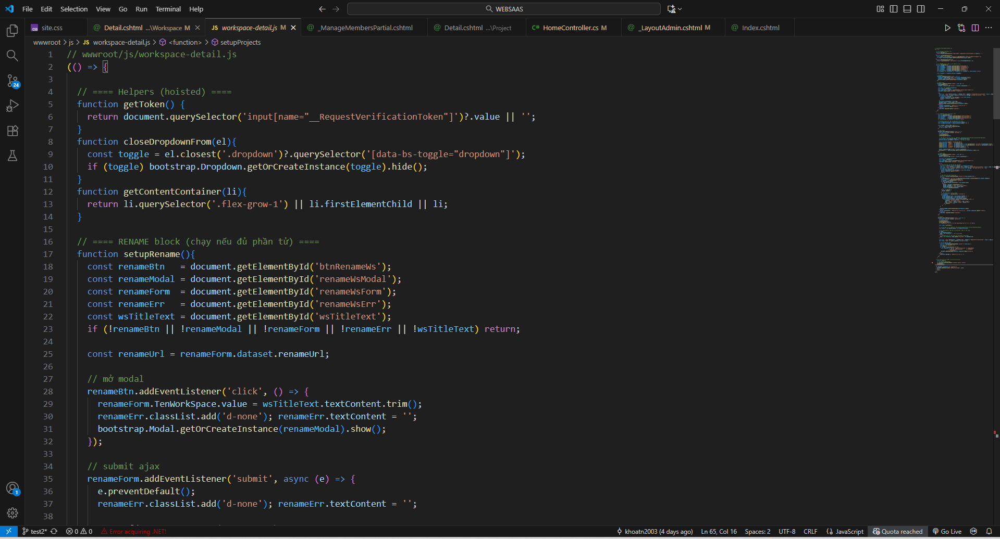 File Edit Selection View Go Run Terminal Help
WEBSAAS
site.css
Detail.cshtml ...\Workspace M
JS workspace-detail.js M
_ManageMembersPartial.cshtml
Detail.cshtml ...\Project
C# HomeController.cs M
_LayoutAdmin.cshtml M
Index.cshtml
wwwroot > js > JS workspace-detail.js > <function> > setupProjects
1 // wwwroot/js/workspace-detail.js
2 (() => {
3
4 // ==== Helpers (hoisted) ====
5 function getToken() {
6 return document.querySelector('input[name="__RequestVerificationToken"]')?.value || '';
7 }
8 function closeDropdownFrom(el){
9 const toggle = el.closest('.dropdown')?.querySelector('[data-bs-toggle="dropdown"]');
10 if (toggle) bootstrap.Dropdown.getOrCreateInstance(toggle).hide();
11 }
12 function getContentContainer(li){
13 return li.querySelector('.flex-grow-1') || li.firstElementChild || li;
14 }
15
16 // ==== RENAME block (chạy nếu đủ phần tử) ====
17 function setupRename(){
18 const renameBtn   = document.getElementById('btnRenameWs');
19 const renameModal = document.getElementById('renameWsModal');
20 const renameForm  = document.getElementById('renameWsForm');
21 const renameErr   = document.getElementById('renameWsErr');
22 const wsTitleText = document.getElementById('wsTitleText');
23 if (!renameBtn || !renameModal || !renameForm || !renameErr || !wsTitleText) return;
24
25 const renameUrl = renameForm.dataset.renameUrl;
26
27 // mở modal
28 renameBtn.addEventListener('click', () => {
29 renameForm.TenWorkSpace.value = wsTitleText.textContent.trim();
30 renameErr.classList.add('d-none'); renameErr.textContent = '';
31 bootstrap.Modal.getOrCreateInstance(renameModal).show();
32 });
33
34 // submit ajax
35 renameForm.addEventListener('submit', async (e) => {
36 e.preventDefault();
37 renameErr.classList.add('d-none'); renameErr.textContent = '';
38
24
1
test2* 0 0 Error acquiring .NET!
khoatn2003 (4 days ago) Ln 65, Col 16 Spaces: 2 UTF-8 CRLF {} JavaScript Quota reached Go Live